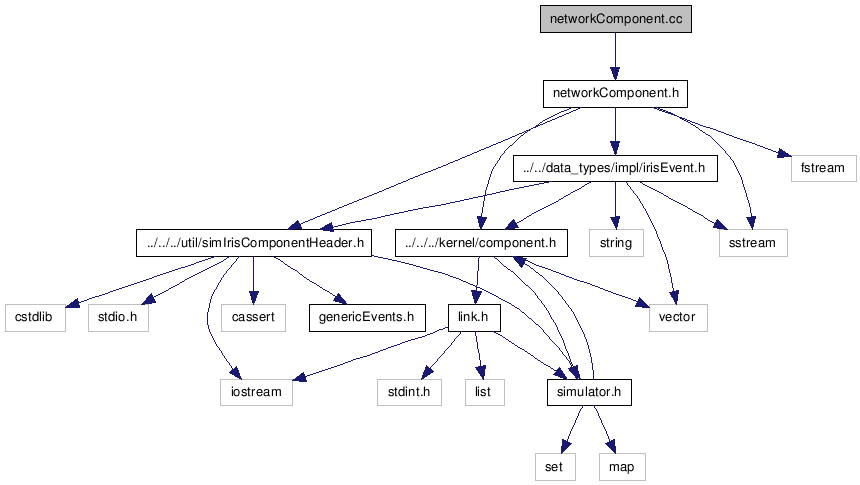 networkComponent.cc
networkComponent.h
../../data_types/impl/irisEvent.h
fstream
../../../util/simIrisComponentHeader.h
../../../kernel/component.h
string
sstream
cstdlib
stdio.h
cassert
genericEvents.h
link.h
vector
iostream
stdint.h
list
simulator.h
set
map